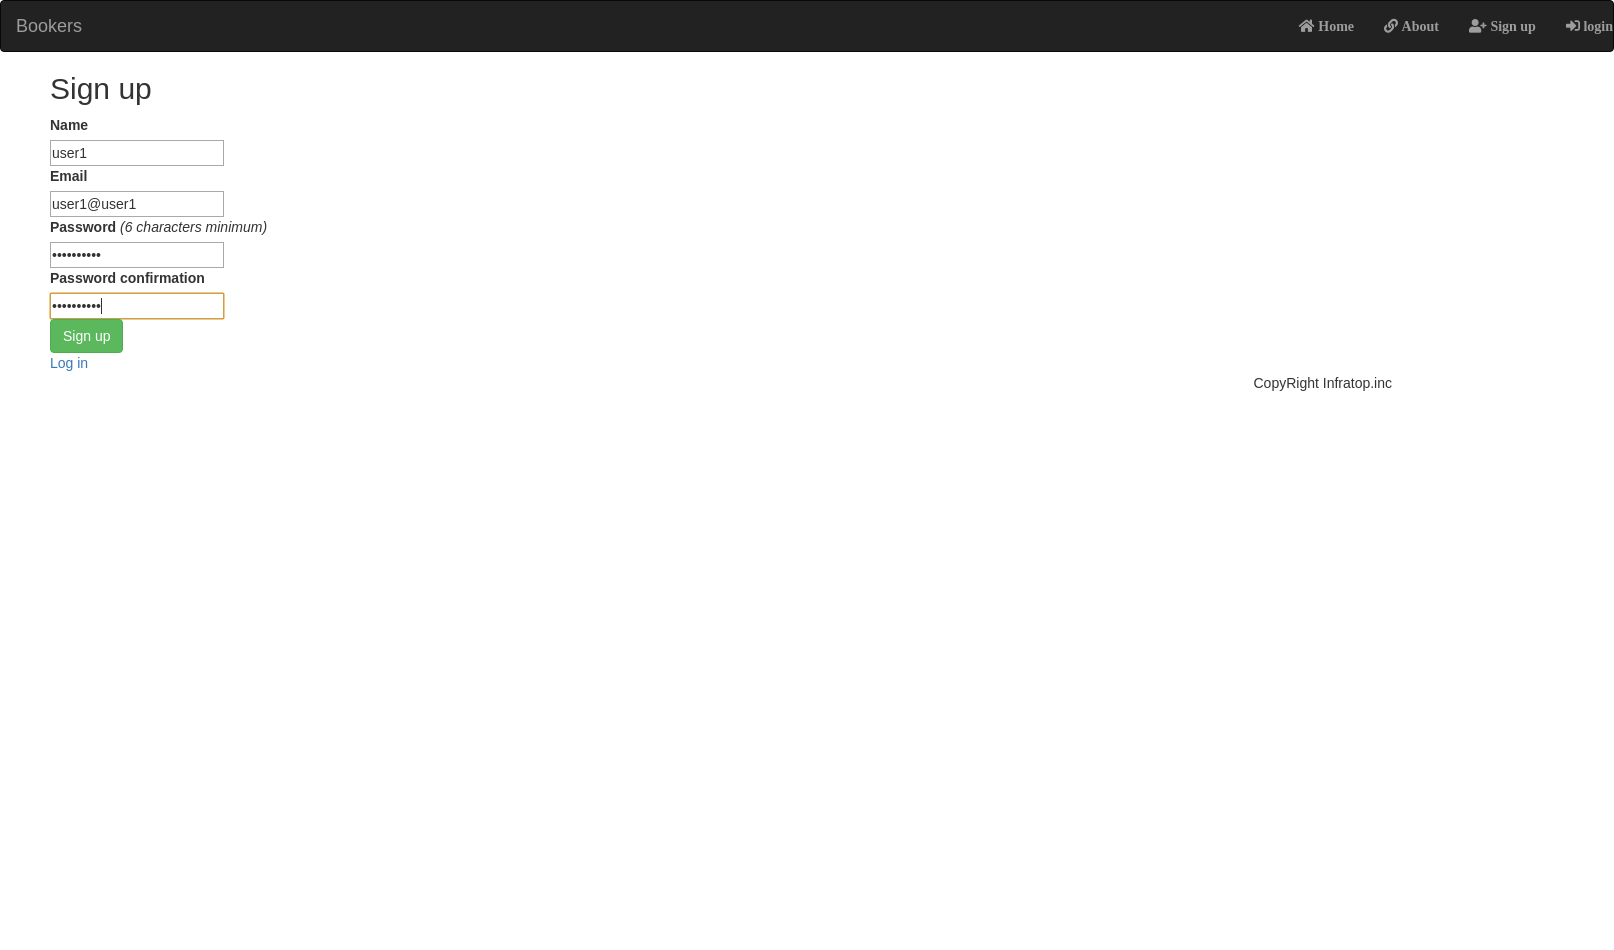 Bookers Home About Sign up login
Sign up
Name
user1
Email
user1@user1
Password (6 characters minimum)
••••••••••
Password confirmation
••••••••••
Sign up
Log in
CopyRight Infratop.inc